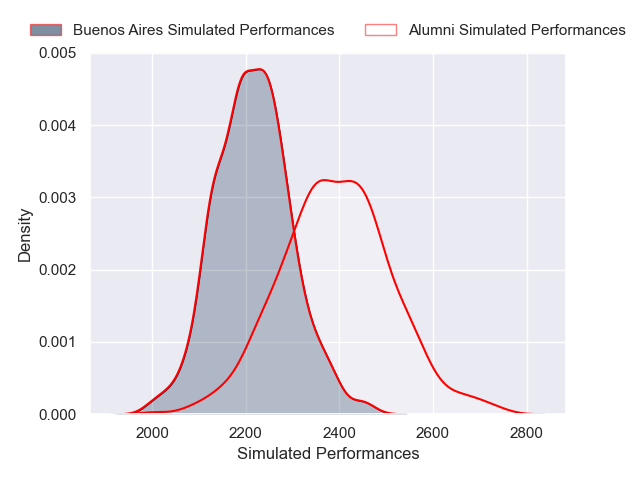 Buenos Aires Simulated Performances Alumni Simulated Performances
0.005
0.004
0.003
0.002
0.001
0.000
Density
2000 2200 2400 2600 2800
Simulated Performances